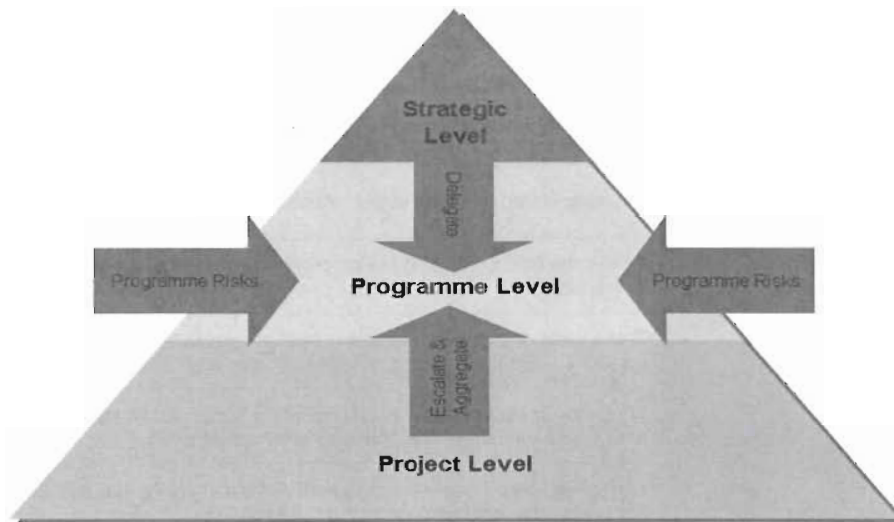 Strategic
Level
Delegate
Programme Risks
Programme Level
Programme Risks
Escalate &
Aggregate
Project Level